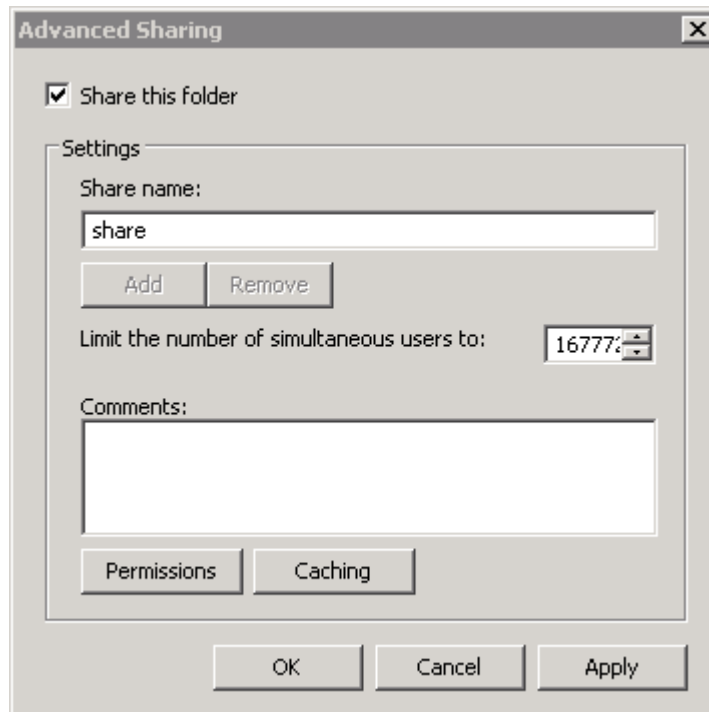 Advanced Sharing
Share this folder
Settings
Share name:
share
Add Remove
Limit the number of simultaneous users to:
Comments:
Permissions Caching
OK Cancel Apply